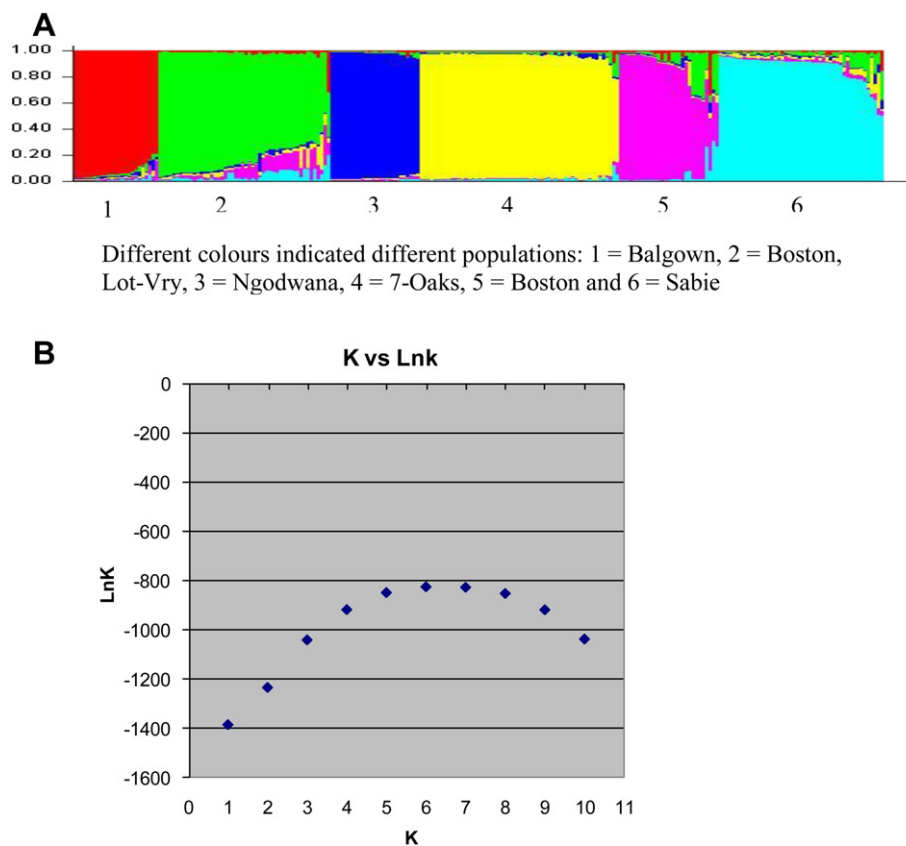 A
1.00
0.80
0.60
0.40
0.20
0.00
1 2 3 4 5 6
Different colours indicated different populations: 1 = Balgown, 2 = Boston,
Lot-Vry, 3 = Ngodwana, 4 = 7-Oaks, 5 = Boston and 6 = Sabie
B
K vs Lnk
0
-200
-400
-600
-800
-1000
-1200
-1400
-1600
LnK
0 1 2 3 4 5 6 7 8 9 10 11
K